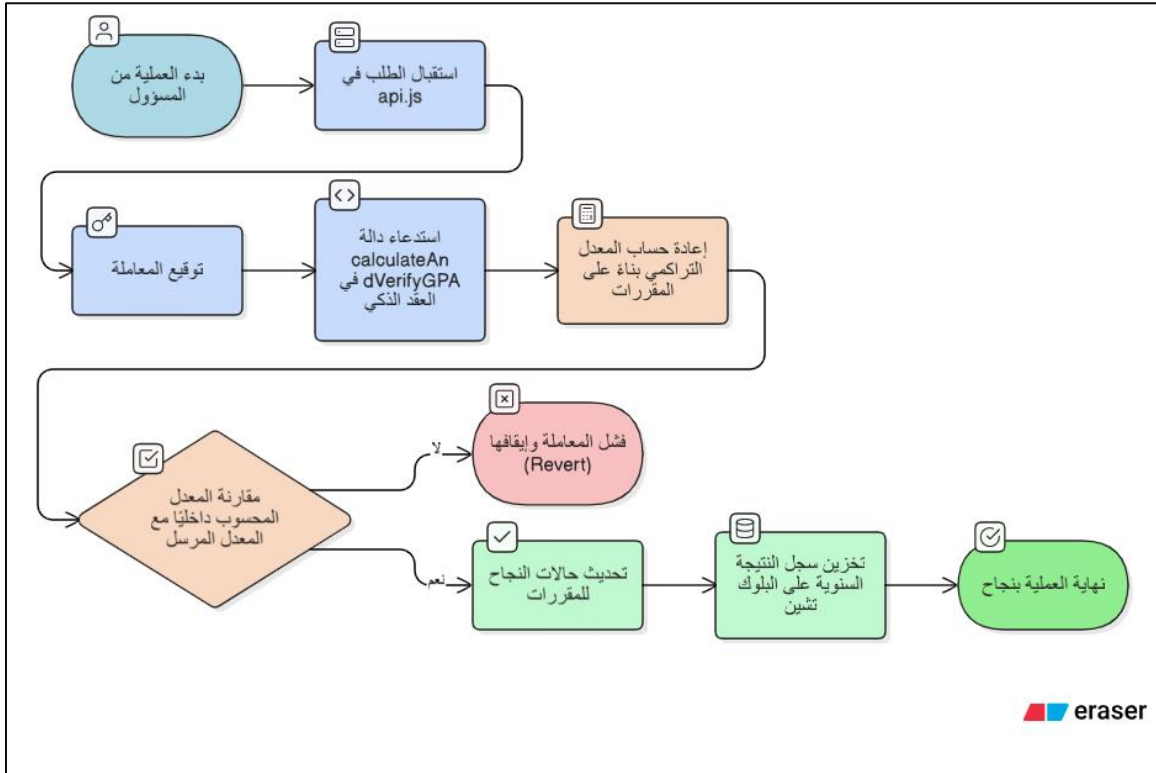 بدء العملية من
المسؤول
استقبال الطلب في
api.js
توقيع المعاملة
استدعاء دالة
calculateAn
dVerifyGPA
في
العقد الذكي
إعادة حساب المعدل
التراكمي بناءً على
المقررات
مقارنة المعدل
المحسوب داخليًا مع
المعدل المرسل
لا
فشل المعاملة وإيقافها
(Revert)
نعم
تحديث حالات النجاح
للمقررات
تخزين سجل النتيجة
السنوية على البلوك
تشين
نهاية العملية بنجاح
eraser